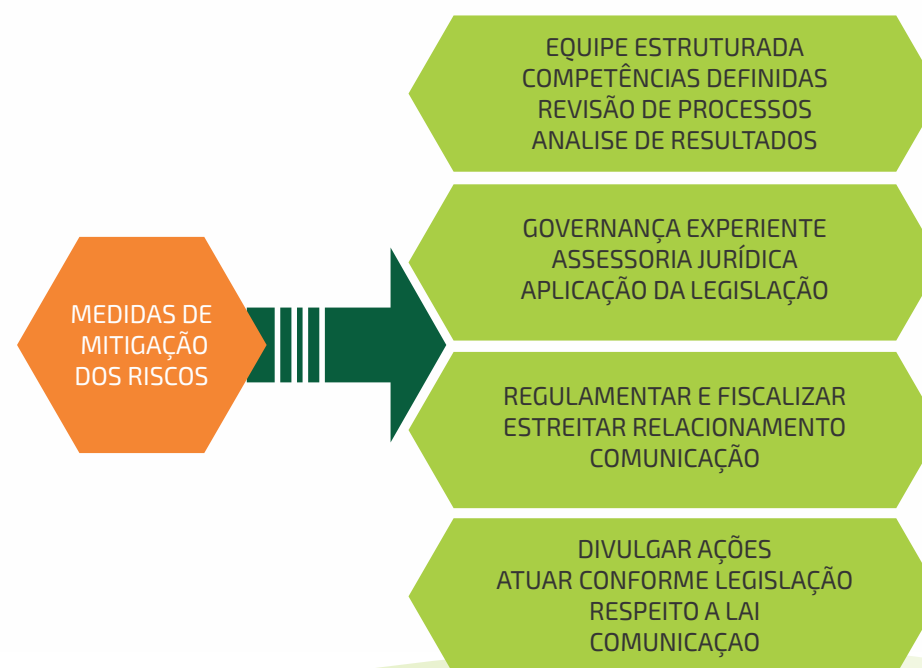 MEDIDAS DE
MITIGAÇÃO
DOS RISCOS
EQUIPE ESTRUTURADA
COMPETÊNCIAS DEFINIDAS
REVISÃO DE PROCESSOS
ANALISE DE RESULTADOS
GOVERNANÇA EXPERIENTE
ASSESSORIA JURÍDICA
APLICAÇÃO DA LEGISLAÇÃO
REGULAMENTAR E FISCALIZAR
ESTREITAR RELACIONAMENTO
COMUNICAÇÃO
DIVULGAR AÇÕES
ATUAR CONFORME LEGISLAÇÃO
RESPEITO A LAI
COMUNICAÇAO